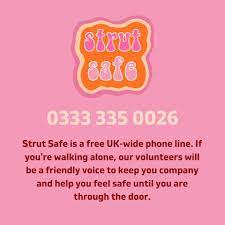 strut
safe
0333 335 0026
Strut Safe is a free UK-wide phone line. If
you're walking alone, our volunteers will
be a friendly voice to keep you company
and help you feel safe until you are
through the door.